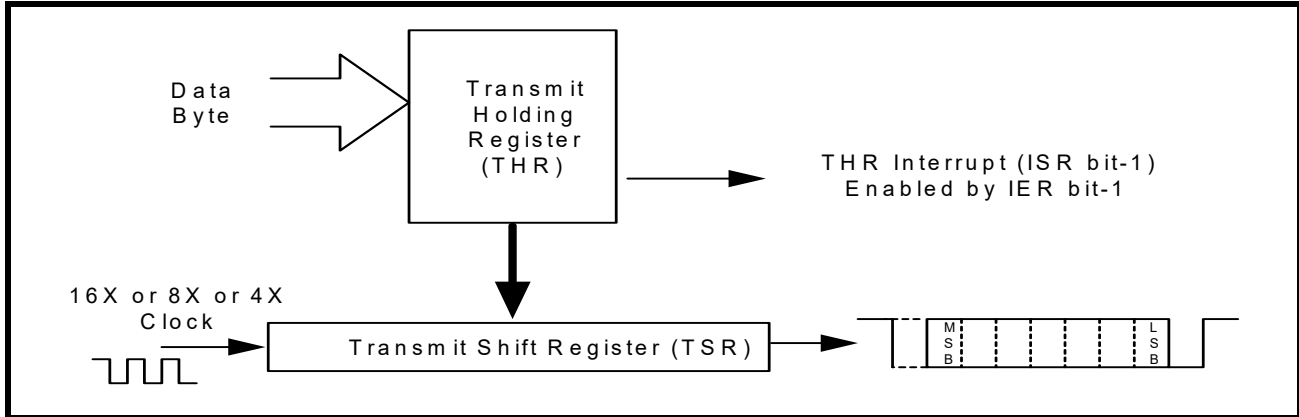 Data
Byte
Transmit
Holding
Register
(THR)
THR Interrupt (ISR bit-1)
Enabled by IER bit-1
16X or 8X or 4X
Clock
Transmit Shift Register (TSR)
M
S
B
L
S
B